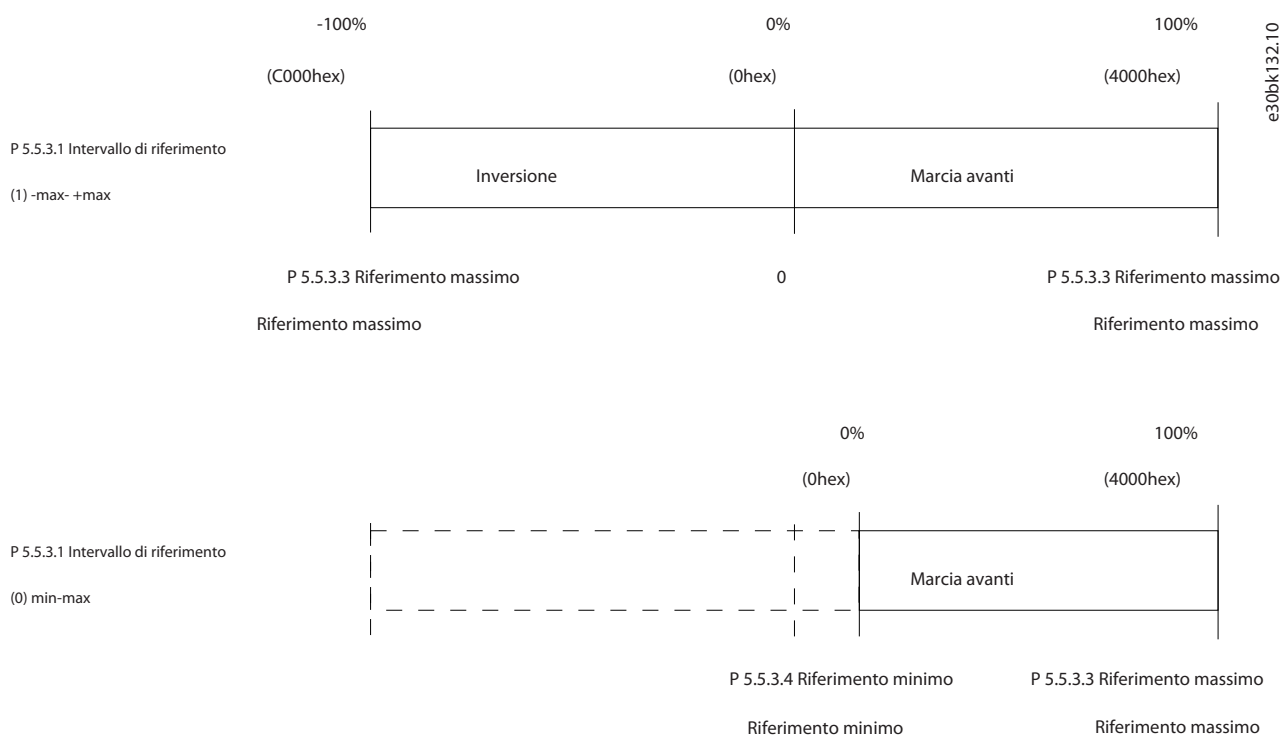 -100% 0% 100%
(C000hex) (0hex) (4000hex)
e30bk132.10
P 5.5.3.1 Intervallo di riferimento
(1) -max- +max
Inversione Marcia avanti
P 5.5.3.3 Riferimento massimo 0 P 5.5.3.3 Riferimento massimo
Riferimento massimo Riferimento massimo
0% 100%
(0hex) (4000hex)
P 5.5.3.1 Intervallo di riferimento
(0) min-max
Marcia avanti
P 5.5.3.4 Riferimento minimo P 5.5.3.3 Riferimento massimo
Riferimento minimo Riferimento massimo